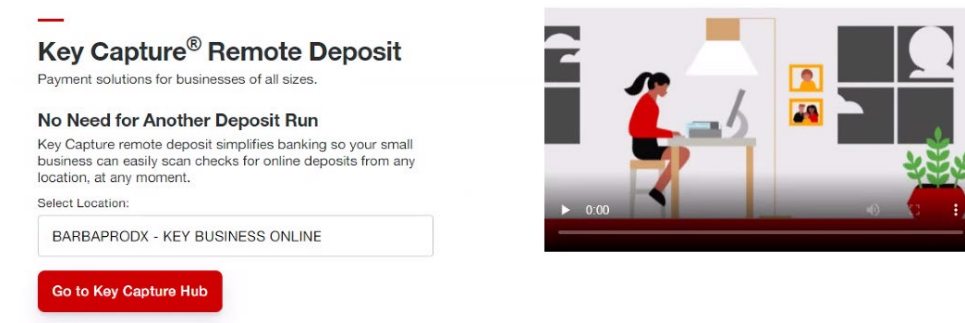 Key Capture® Remote Deposit
Payment solutions for businesses of all sizes.
No Need for Another Deposit Run
Key Capture remote deposit simplifies banking so your small
business can easily scan checks for online deposits from any
location, at any moment.
Select Location:
BARBAPRODX - KEY BUSINESS ONLINE
Go to Key Capture Hub
0:00